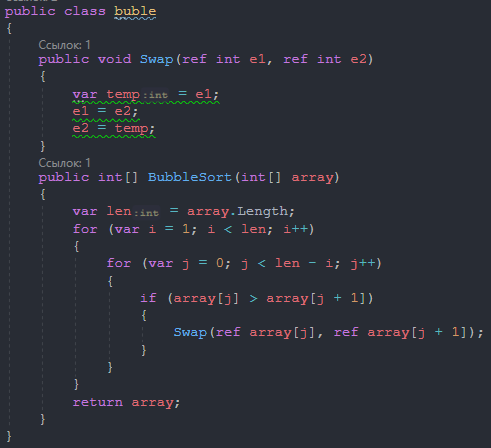 public class buble
{
Ссылок: 1
public void Swap(ref int e1, ref int e2)
{
var temp:int = e1;
e1 = e2;
e2 = temp;
}
Ссылок: 1
public int[] BubbleSort(int[] array)
{
var len:int = array.Length;
for (var i = 1; i < len; i++)
{
for (var j = 0; j < len - i; j++)
{
if (array[j] > array[j + 1])
{
Swap(ref array[j], ref array[j + 1]);
}
}
}
return array;
}
}